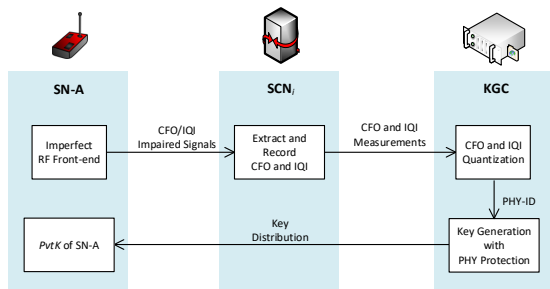 SN-A
SCNi
KGC
Imperfect
RF Front-end
CFO/IQI
Impaired Signals
Extract and
Record
CFO and IQI
CFO and IQI
Measurements
CFO and IQI
Quantization
PHY-ID
Key Generation
with
PHY Protection
Key
Distribution
PvtK of SN-A